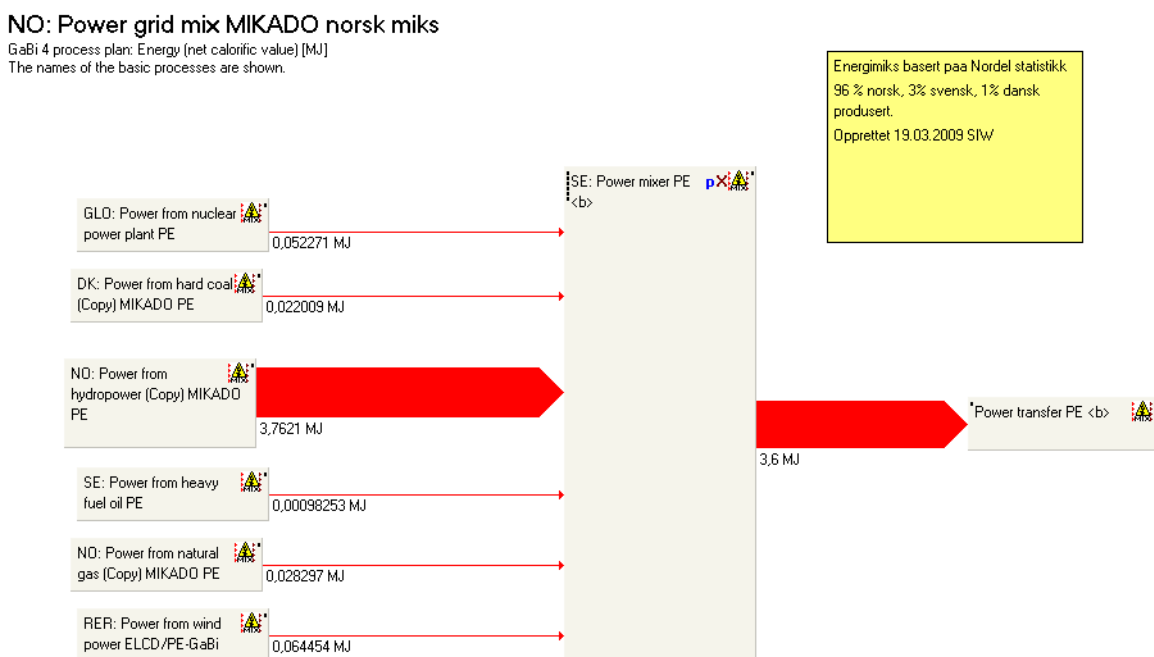 NO: Power grid mix MIKADO norsk miks
GaBi 4 process plan: Energy (net calorific value) [MJ]
The names of the basic processes are shown.
Energimiks basert paa Nordel statistikk
96 % norsk, 3% svensk, 1% dansk
produsert.
Opprettet 19.03.2009 SIW
SE: Power mixer PE pX
<b>
GLO: Power from nuclear
power plant PE
0,052271 MJ
DK: Power from hard coal
(Copy) MIKADO PE
0,022009 MJ
NO: Power from
hydropower (Copy) MIKADO
PE
3,7621 MJ
Power transfer PE <b>
3,6 MJ
SE: Power from heavy
fuel oil PE
0,00098253 MJ
NO: Power from natural
gas (Copy) MIKADO PE
0,028297 MJ
RER: Power from wind
power ELCD/PE-GaBi
0,064454 MJ